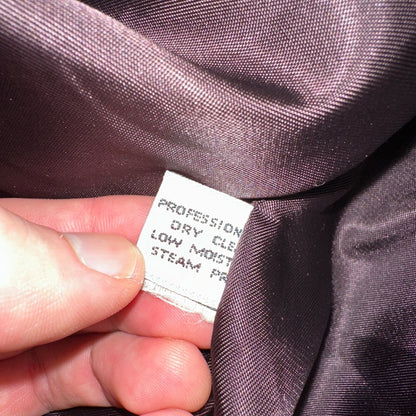 PROFESSION
DRY CLE
LOW MOIST
STEAM PR